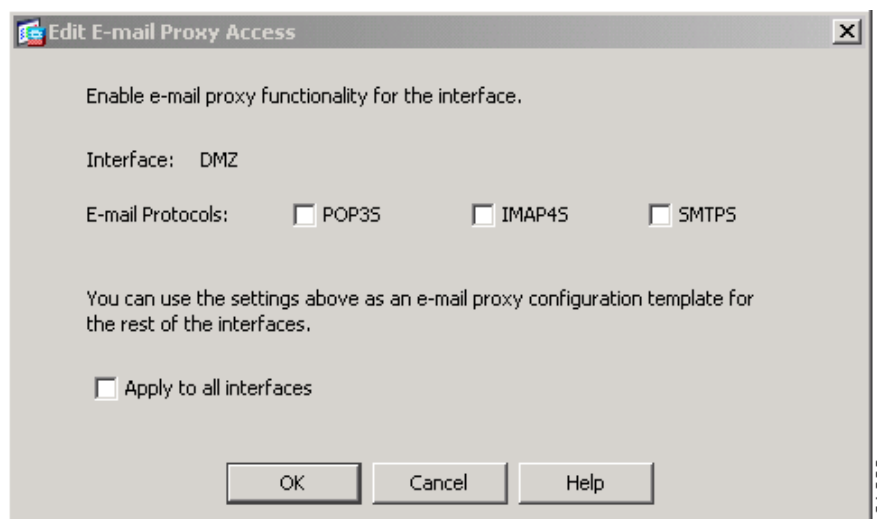 Edit E-mail Proxy Access
Enable e-mail proxy functionality for the interface.
Interface: DMZ
E-mail Protocols: POP3S IMAP4S SMTPS
You can use the settings above as an e-mail proxy configuration template for
the rest of the interfaces.
Apply to all interfaces
OK Cancel Help